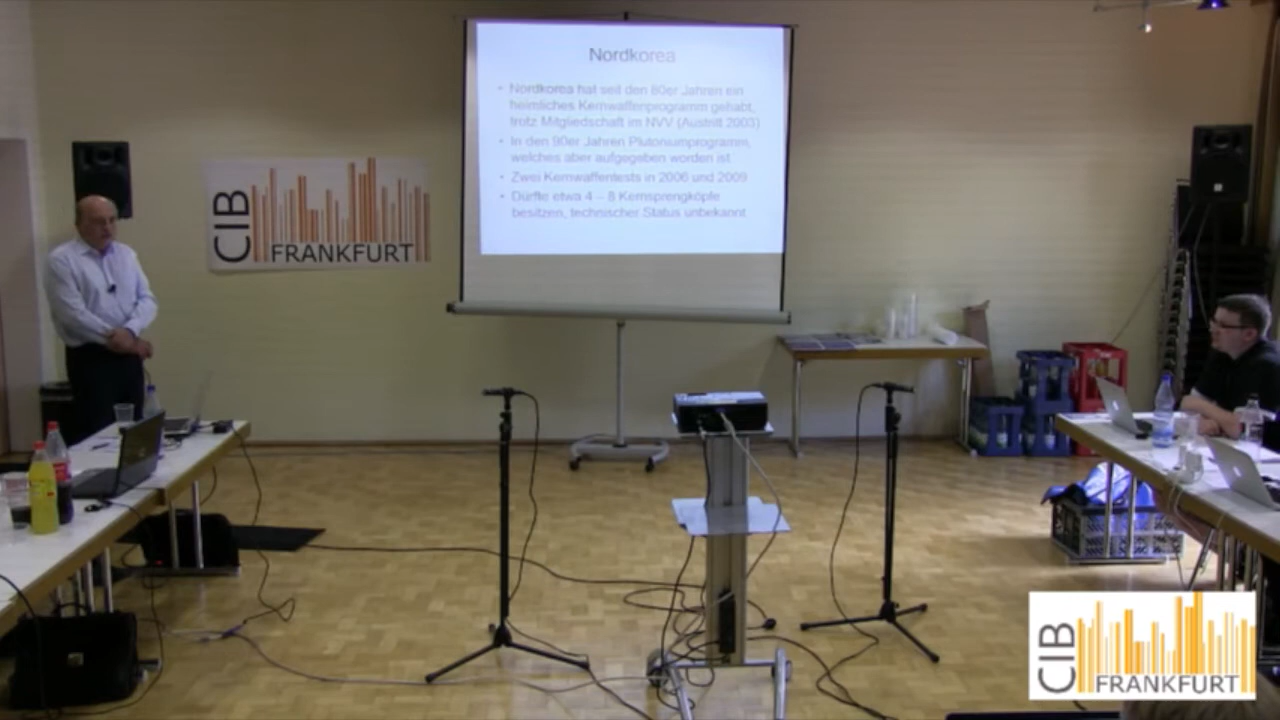 Nordkorea
• Nordkorea hat seit den 80er Jahren ein
heimliches Kernwaffenprogramm gehabt,
trotz Mitgliedschaft im NVV (Austritt 2003)
• In den 90er Jahren Plutoniumprogramm,
welches aber aufgegeben worden ist
• Zwei Kernwaffentests in 2006 und 2009
• Dürfte etwa 4 – 8 Kernsprengköpfe
besitzen, technischer Status unbekannt
CIB
FRANKFURT
CIB
FRANKFURT